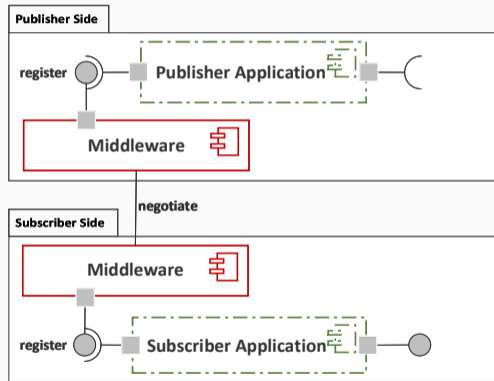 Publisher Side
register
Publisher Application
Middleware
negotiate
Subscriber Side
Middleware
register
Subscriber Application